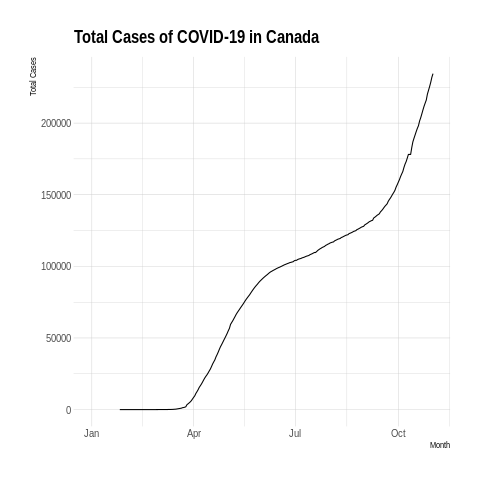 Total Cases of COVID-19 in Canada
Total Cases
200000
150000
100000
50000
0
Jan Apr Jul Oct
Month